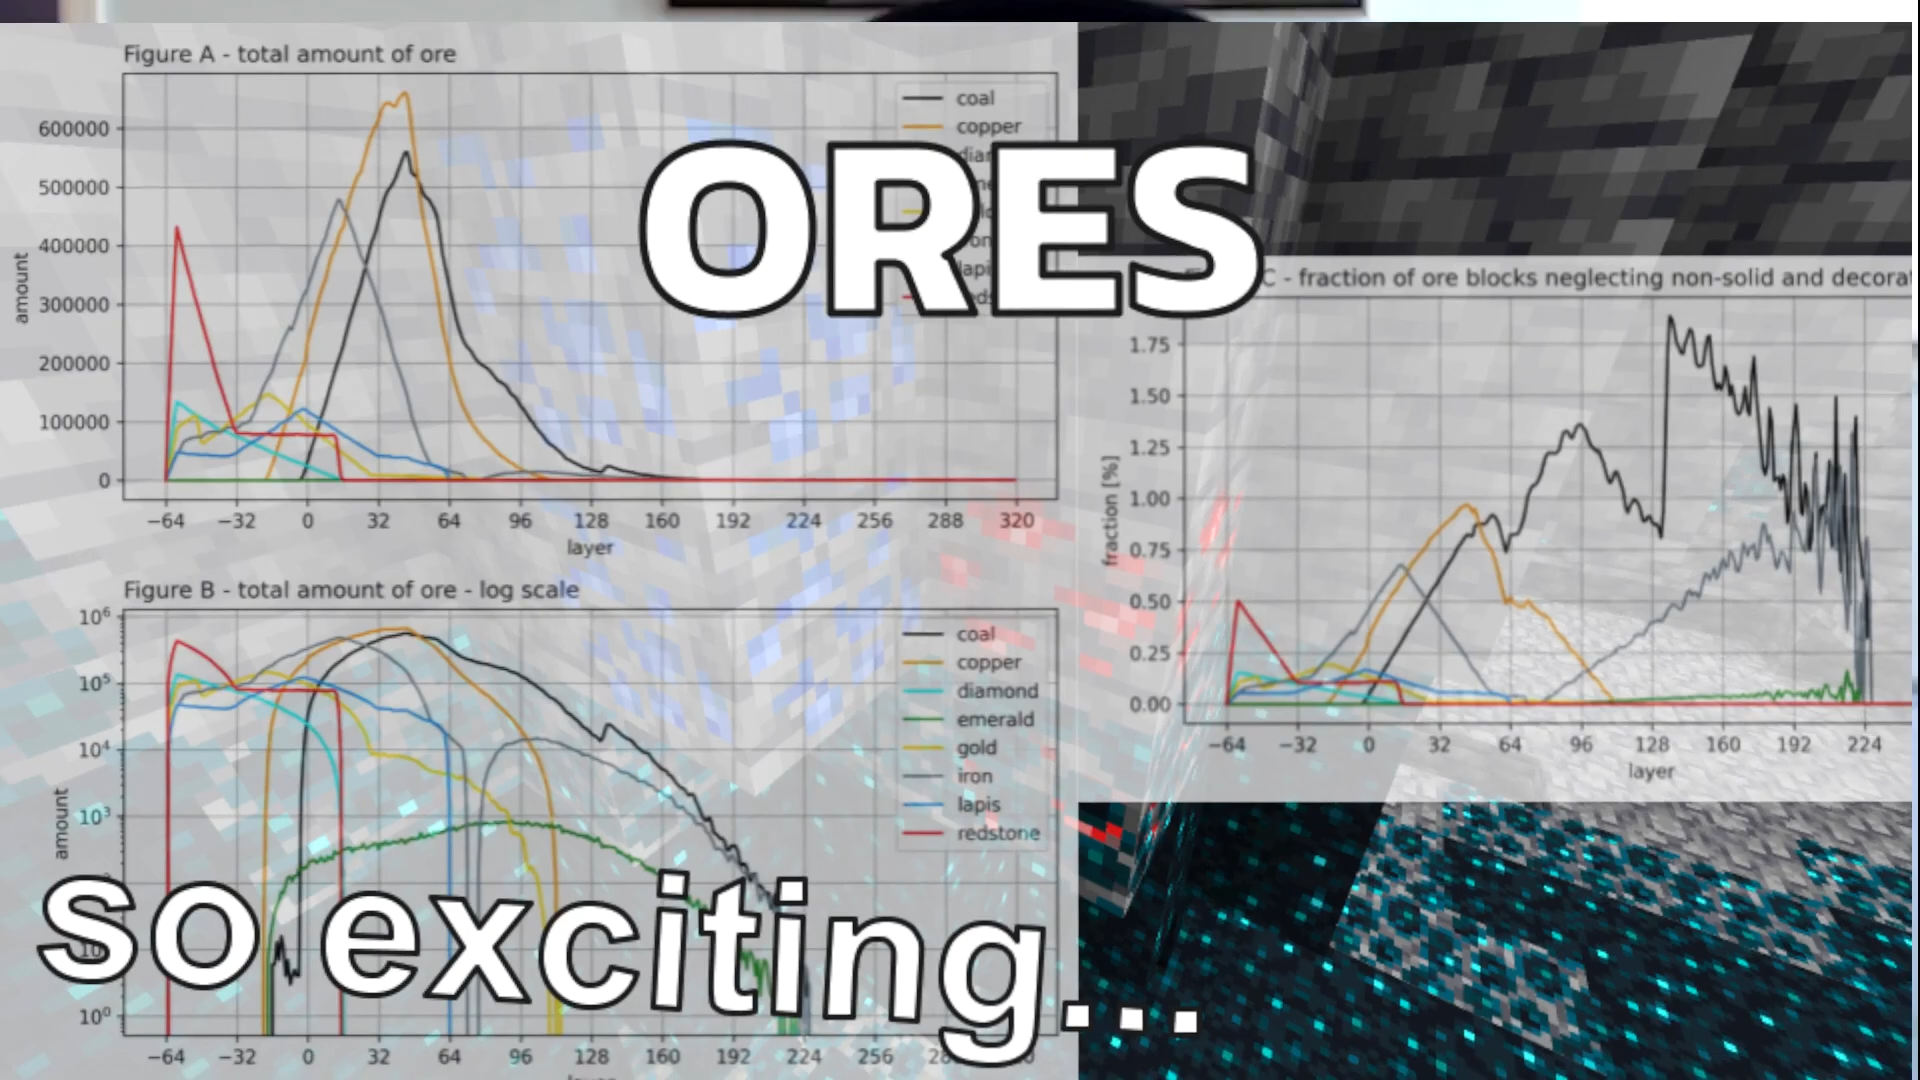 Figure A - total amount of ore
600000
500000
400000
300000
200000
100000
0
amount
−64 −32 0 32 64 96 128 160 192 224 256 288 320
layer
coal
copper
ORES
Figure B - total amount of ore - log scale
10⁶
10⁵
10⁴
10³
10⁰
amount
coal
copper
diamond
emerald
gold
iron
lapis
redstone
−64 −32 0 32 64 96 128 160 192 224 256
C - fraction of ore blocks neglecting non-solid and decorat
1.75
1.50
1.25
1.00
0.75
0.50
0.25
0.00
fraction [%]
−64 −32 0 32 64 96 128 160 192 224
layer
so exciting...